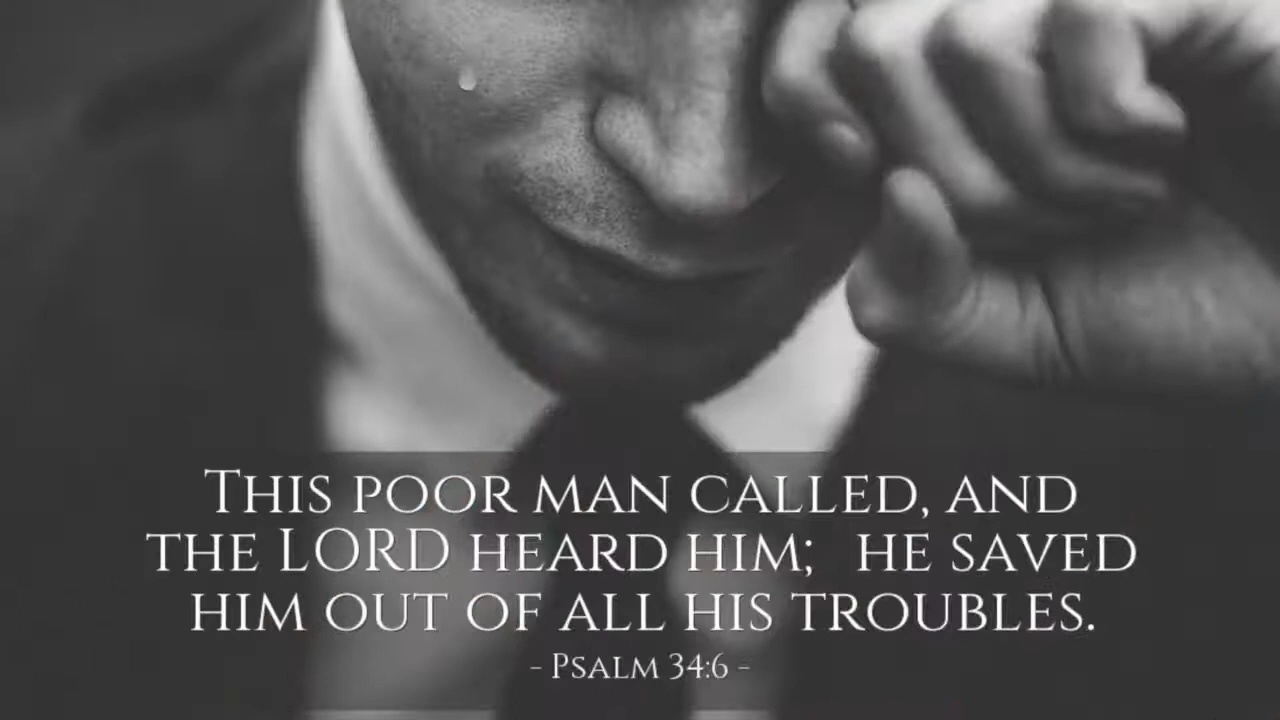 This poor man called, and
the LORD heard him;  he saved
him out of all his troubles.
- Psalm 34:6 -